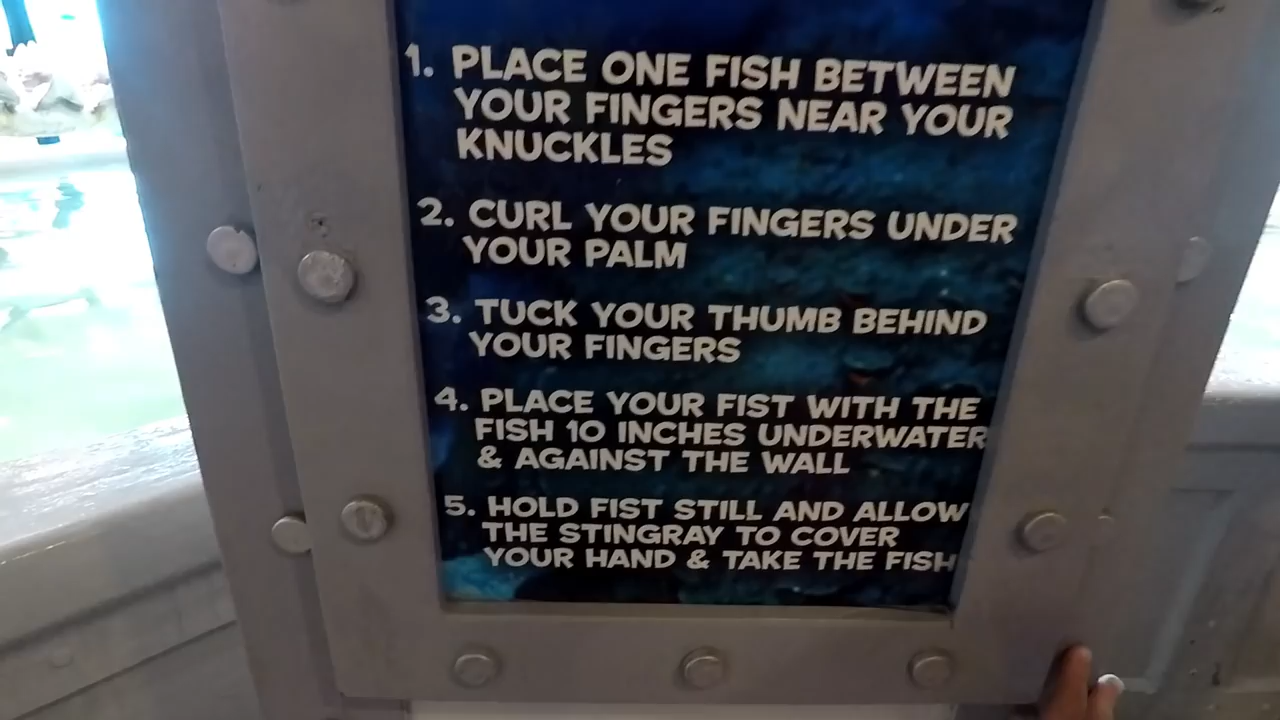 1. PLACE ONE FISH BETWEEN
YOUR FINGERS NEAR YOUR
KNUCKLES
2. CURL YOUR FINGERS UNDER
YOUR PALM
3. TUCK YOUR THUMB BEHIND
YOUR FINGERS
4. PLACE YOUR FIST WITH THE
FISH 10 INCHES UNDERWATER
& AGAINST THE WALL
5. HOLD FIST STILL AND ALLOW
THE STINGRAY TO COVER
YOUR HAND & TAKE THE FISH